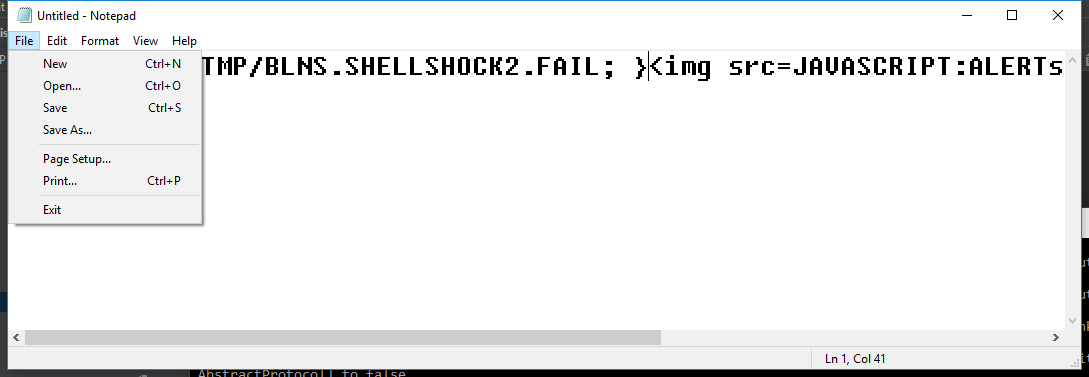 Untitled - Notepad
File Edit Format View Help
New Ctrl+N
TMP/BLNS.SHELLSHOCK2.FAIL; }<img src=JAVASCRIPT:ALERTs
Open... Ctrl+O
Save Ctrl+S
Save As...
Page Setup...
Print... Ctrl+P
Exit
Ln 1, Col 41
AbstractProtocol] to false